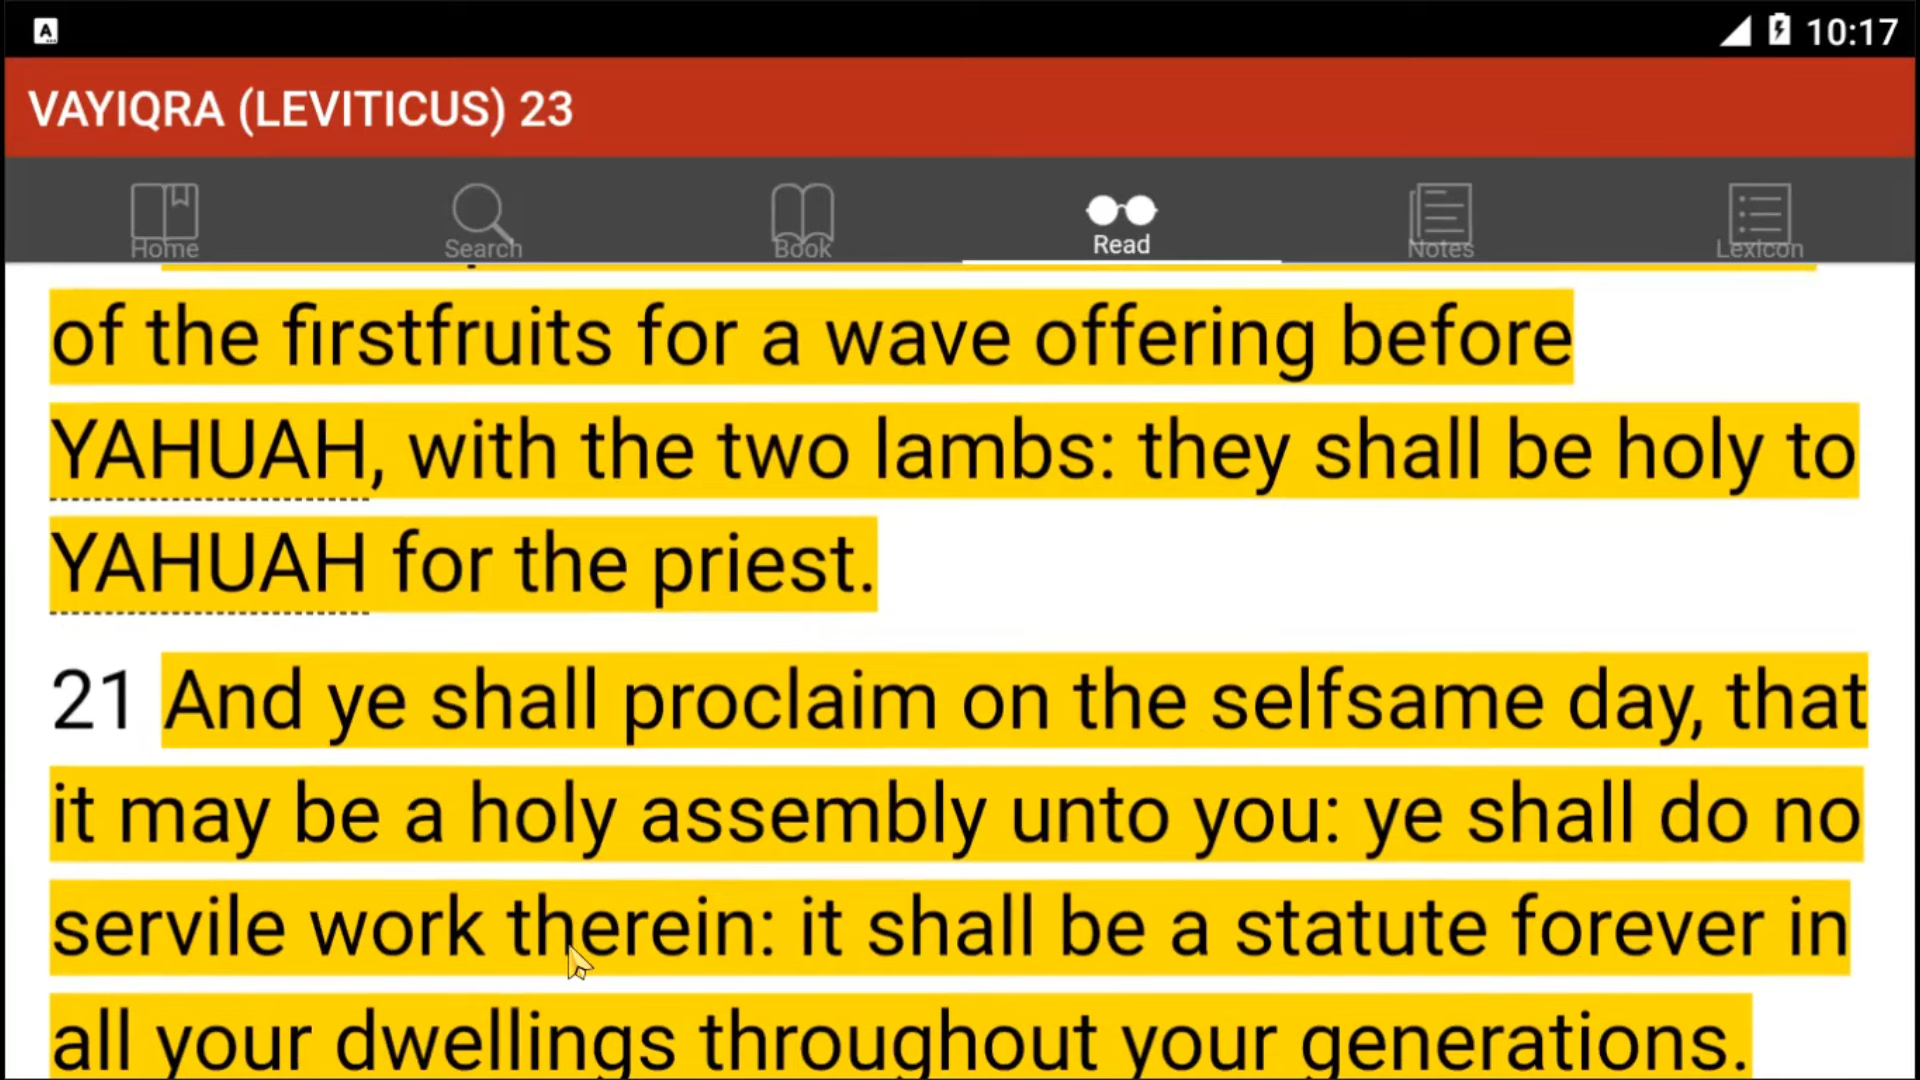 A
10:17
VAYIQRA (LEVITICUS) 23
Home
Search
Book
Read
Notes
Lexicon
of the firstfruits for a wave offering before
YAHUAH, with the two lambs: they shall be holy to
YAHUAH for the priest.
21 And ye shall proclaim on the selfsame day, that
it may be a holy assembly unto you: ye shall do no
servile work therein: it shall be a statute forever in
all your dwellings throughout your generations.